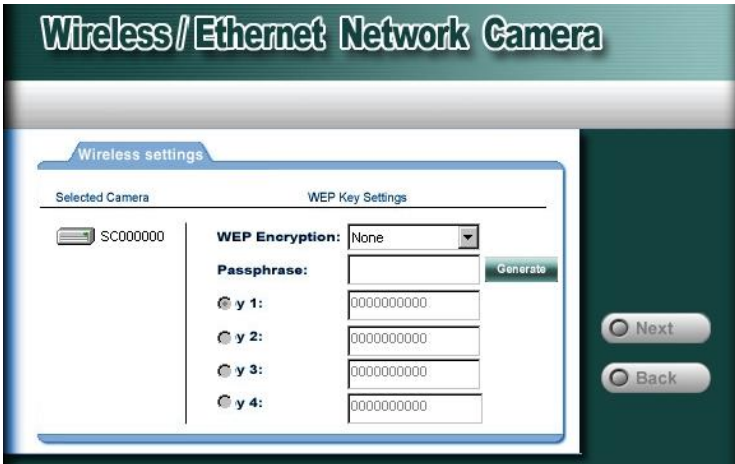 Wireless/Ethernet Network Camera
Wireless settings
Selected Camera WEP Key Settings
SC000000
WEP Encryption: None
Passphrase: Generate
y 1: 0000000000
y 2: 0000000000
y 3: 0000000000
y 4: 0000000000
Next
Back